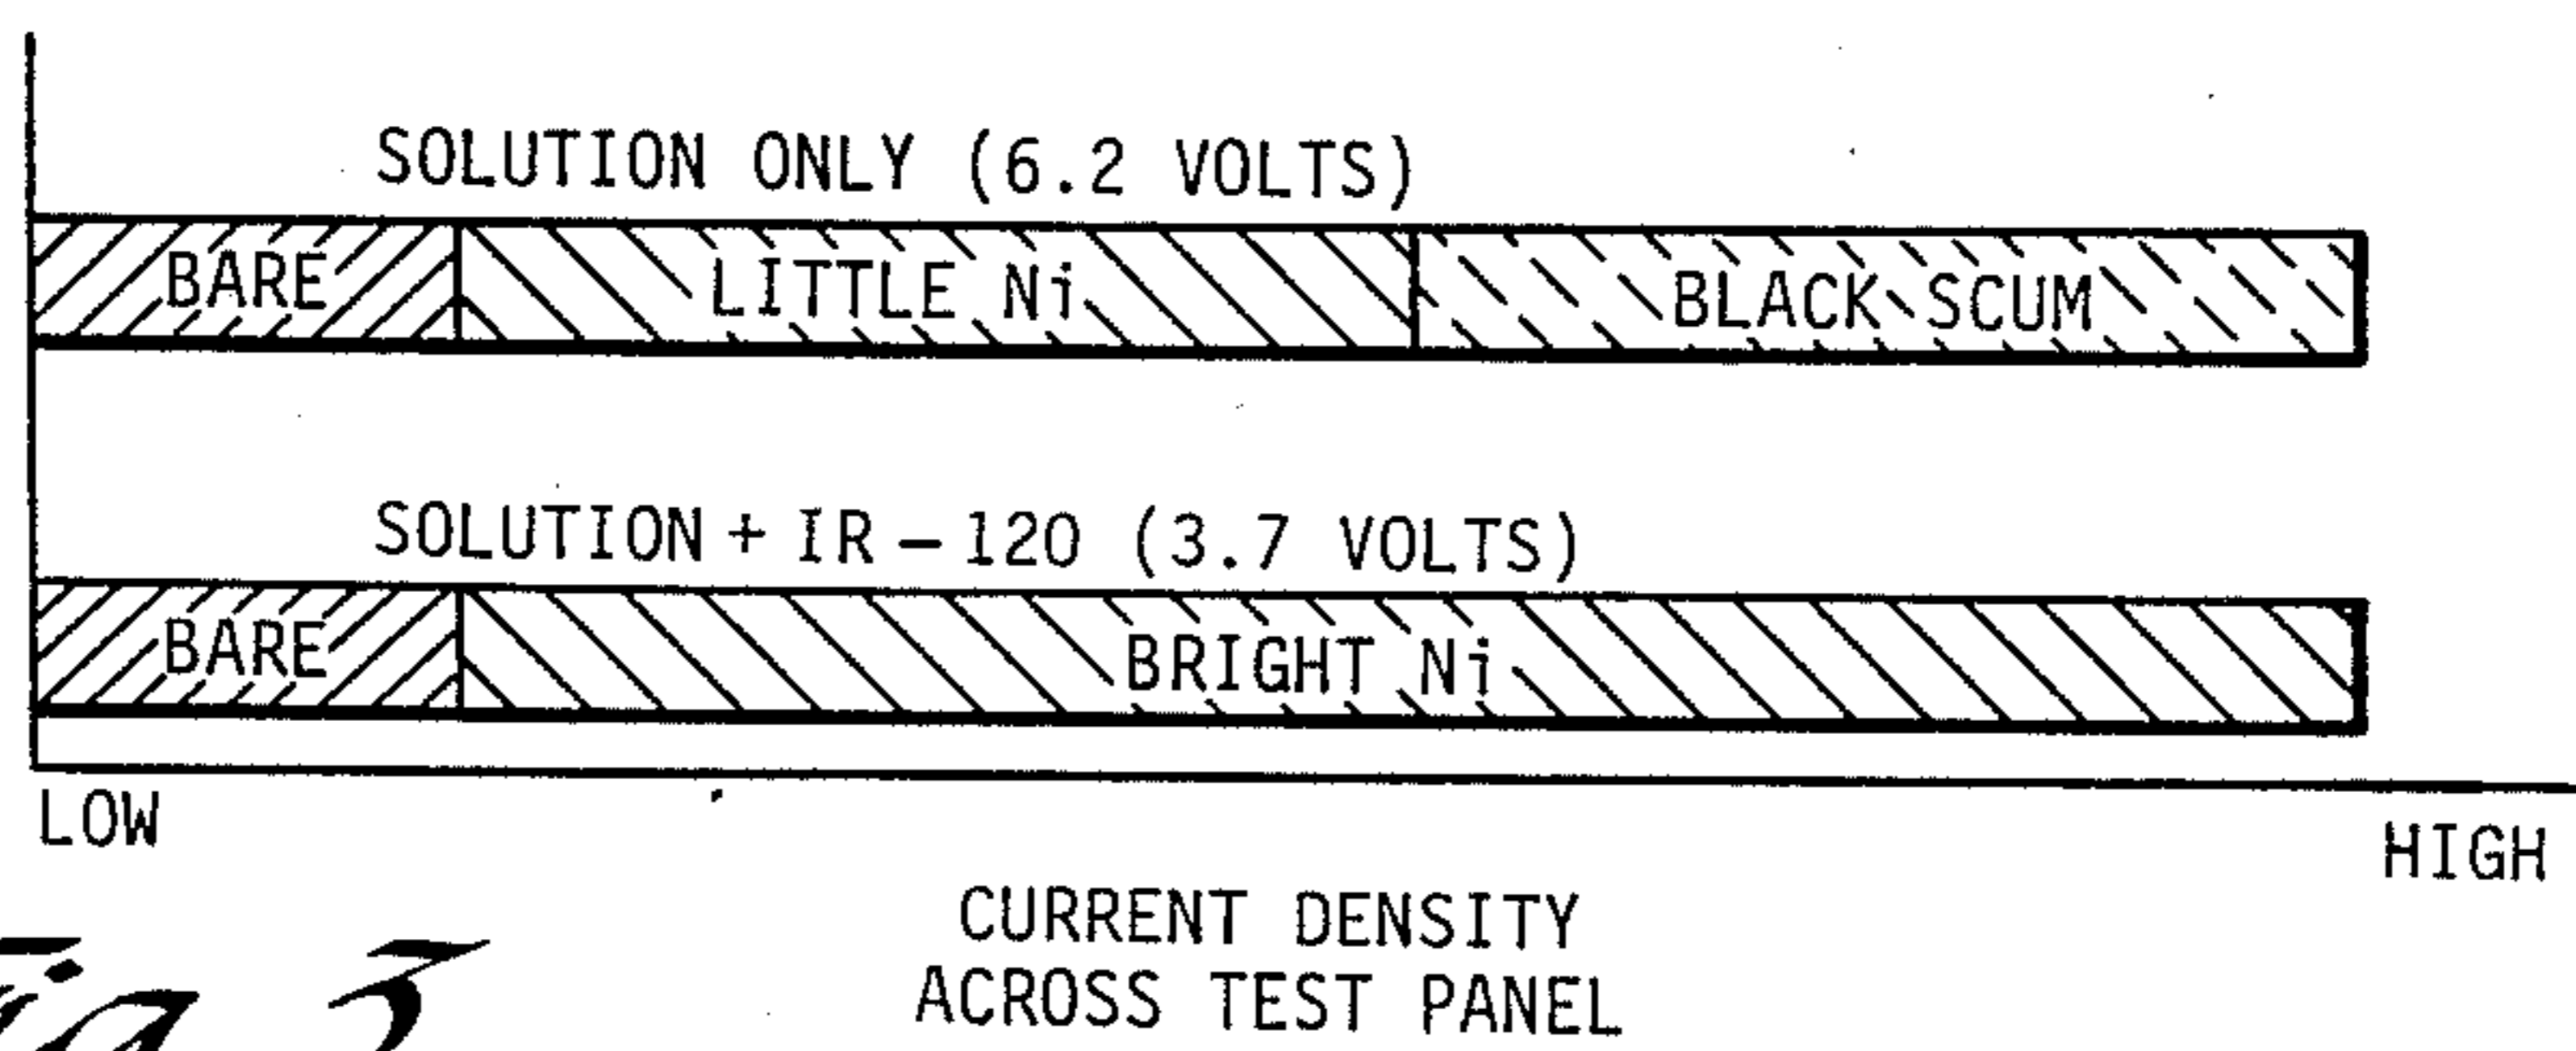 SOLUTION ONLY (6.2 VOLTS)
BARE LITTLE Ni BLACK SCUM
SOLUTION + IR-120 (3.7 VOLTS)
BARE BRIGHT Ni
LOW
HIGH
CURRENT DENSITY
ACROSS TEST PANEL